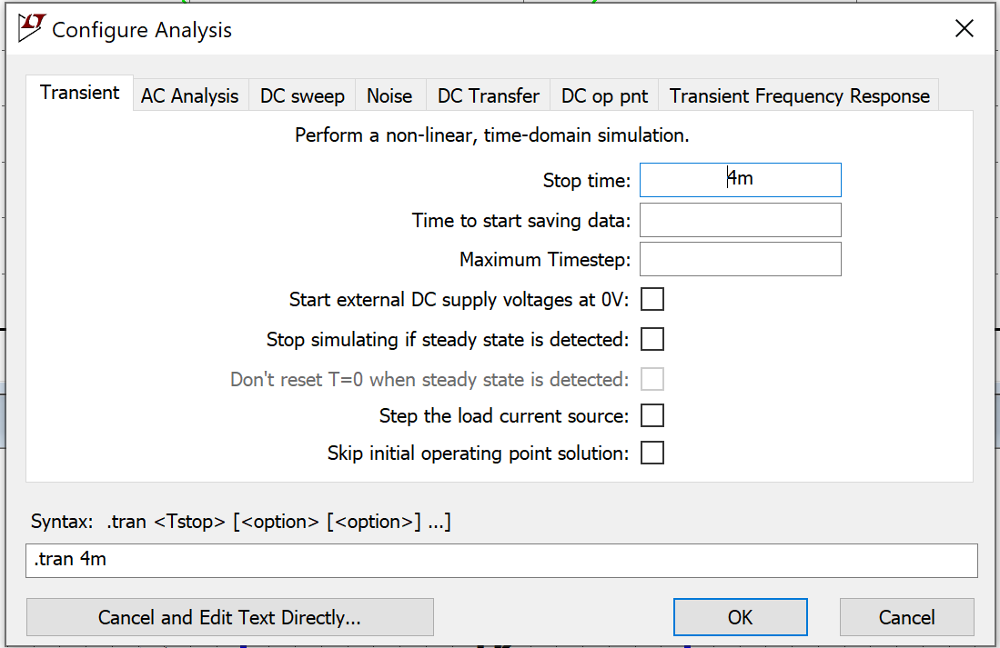 Configure Analysis
Transient AC Analysis DC sweep Noise DC Transfer DC op pnt Transient Frequency Response
Perform a non-linear, time-domain simulation.
Stop time: 4m
Time to start saving data:
Maximum Timestep:
Start external DC supply voltages at 0V:
Stop simulating if steady state is detected:
Don't reset T=0 when steady state is detected:
Step the load current source:
Skip initial operating point solution:
Syntax: .tran <Tstop> [<option> [<option>] ...]
.tran 4m
Cancel and Edit Text Directly... OK Cancel